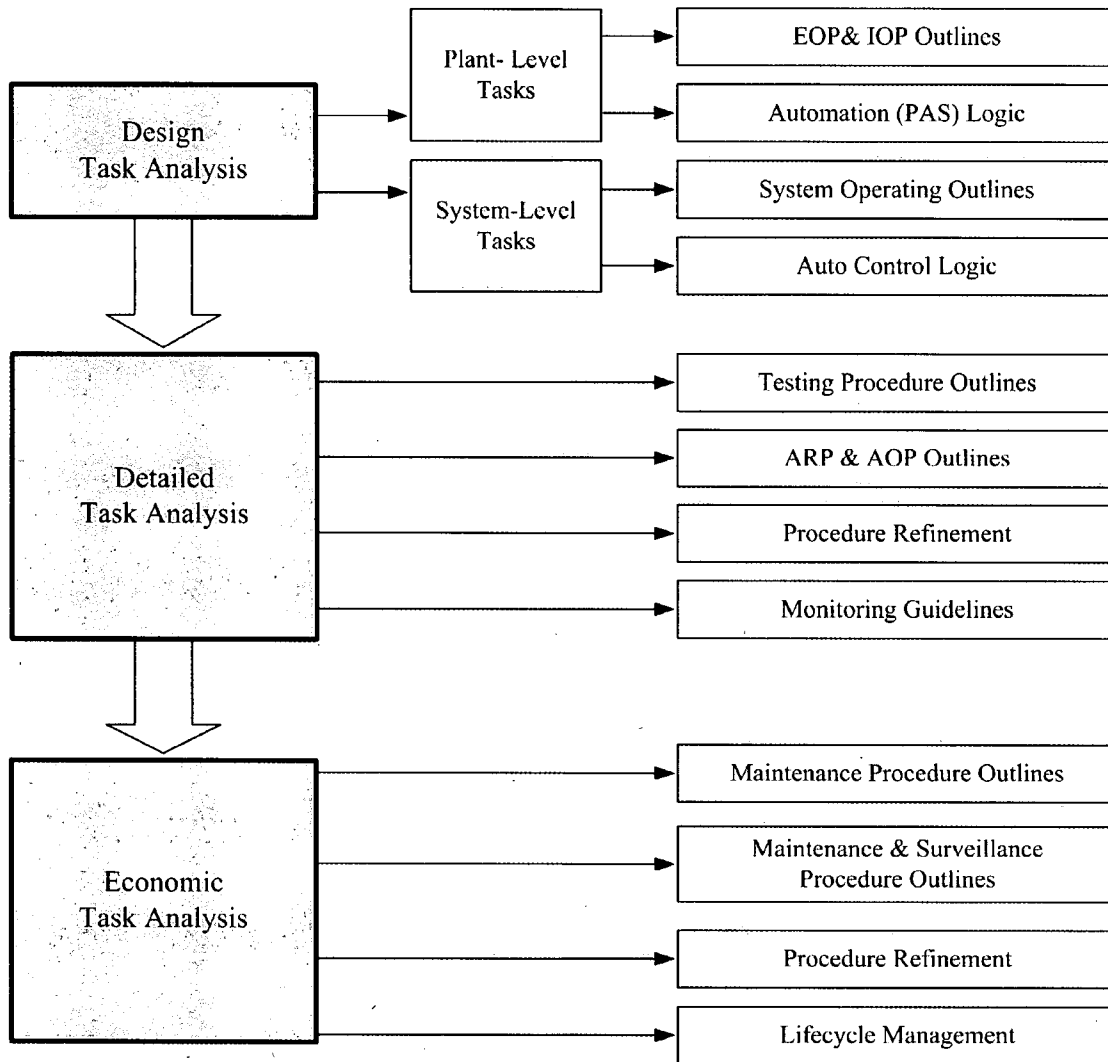 Design
Task Analysis
Plant- Level
Tasks
System-Level
Tasks
EOP& IOP Outlines
Automation (PAS) Logic
System Operating Outlines
Auto Control Logic
Detailed
Task Analysis
Testing Procedure Outlines
ARP & AOP Outlines
Procedure Refinement
Monitoring Guidelines
Economic
Task Analysis
Maintenance Procedure Outlines
Maintenance & Surveillance
Procedure Outlines
Procedure Refinement
Lifecycle Management